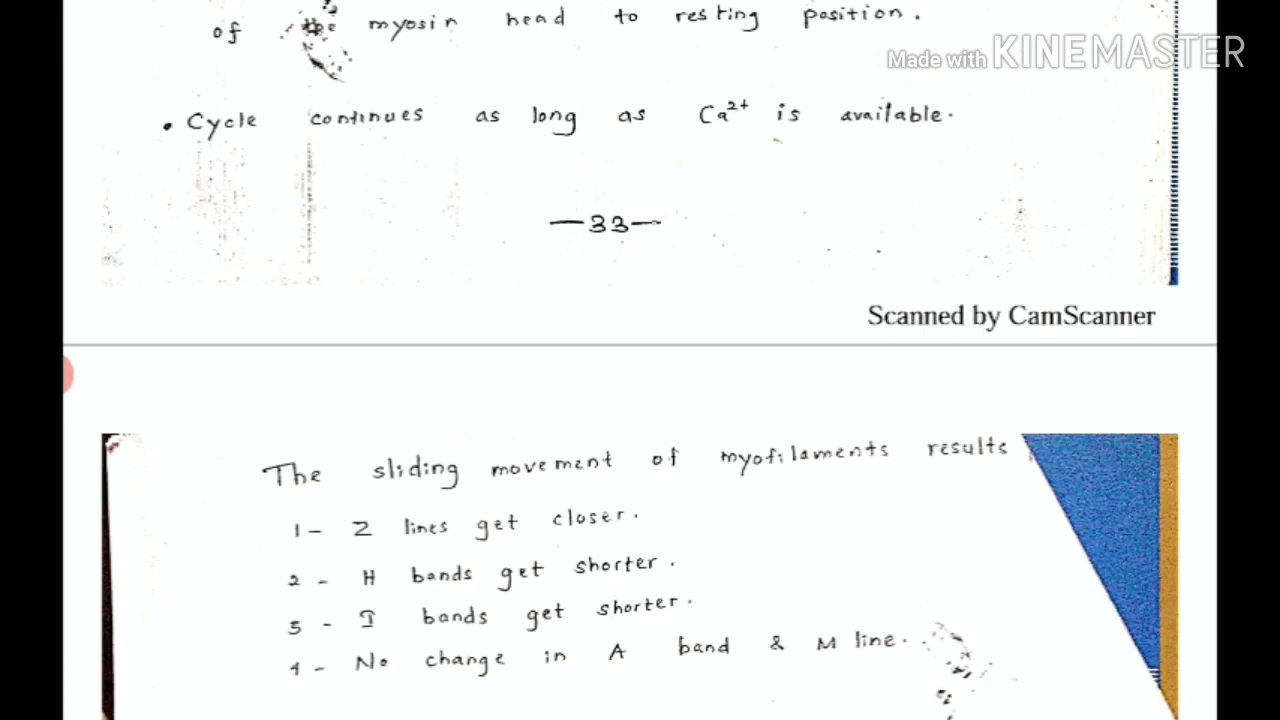 of the myosin head to resting position.
Made with KINEMASTER
• Cycle continues as long as Ca²⁺ is available.
—33—
Scanned by CamScanner
The sliding movement of myofilaments results
1 - Z lines get closer.
2 - H bands get shorter.
3 - I bands get shorter.
4 - No change in A band & M line.